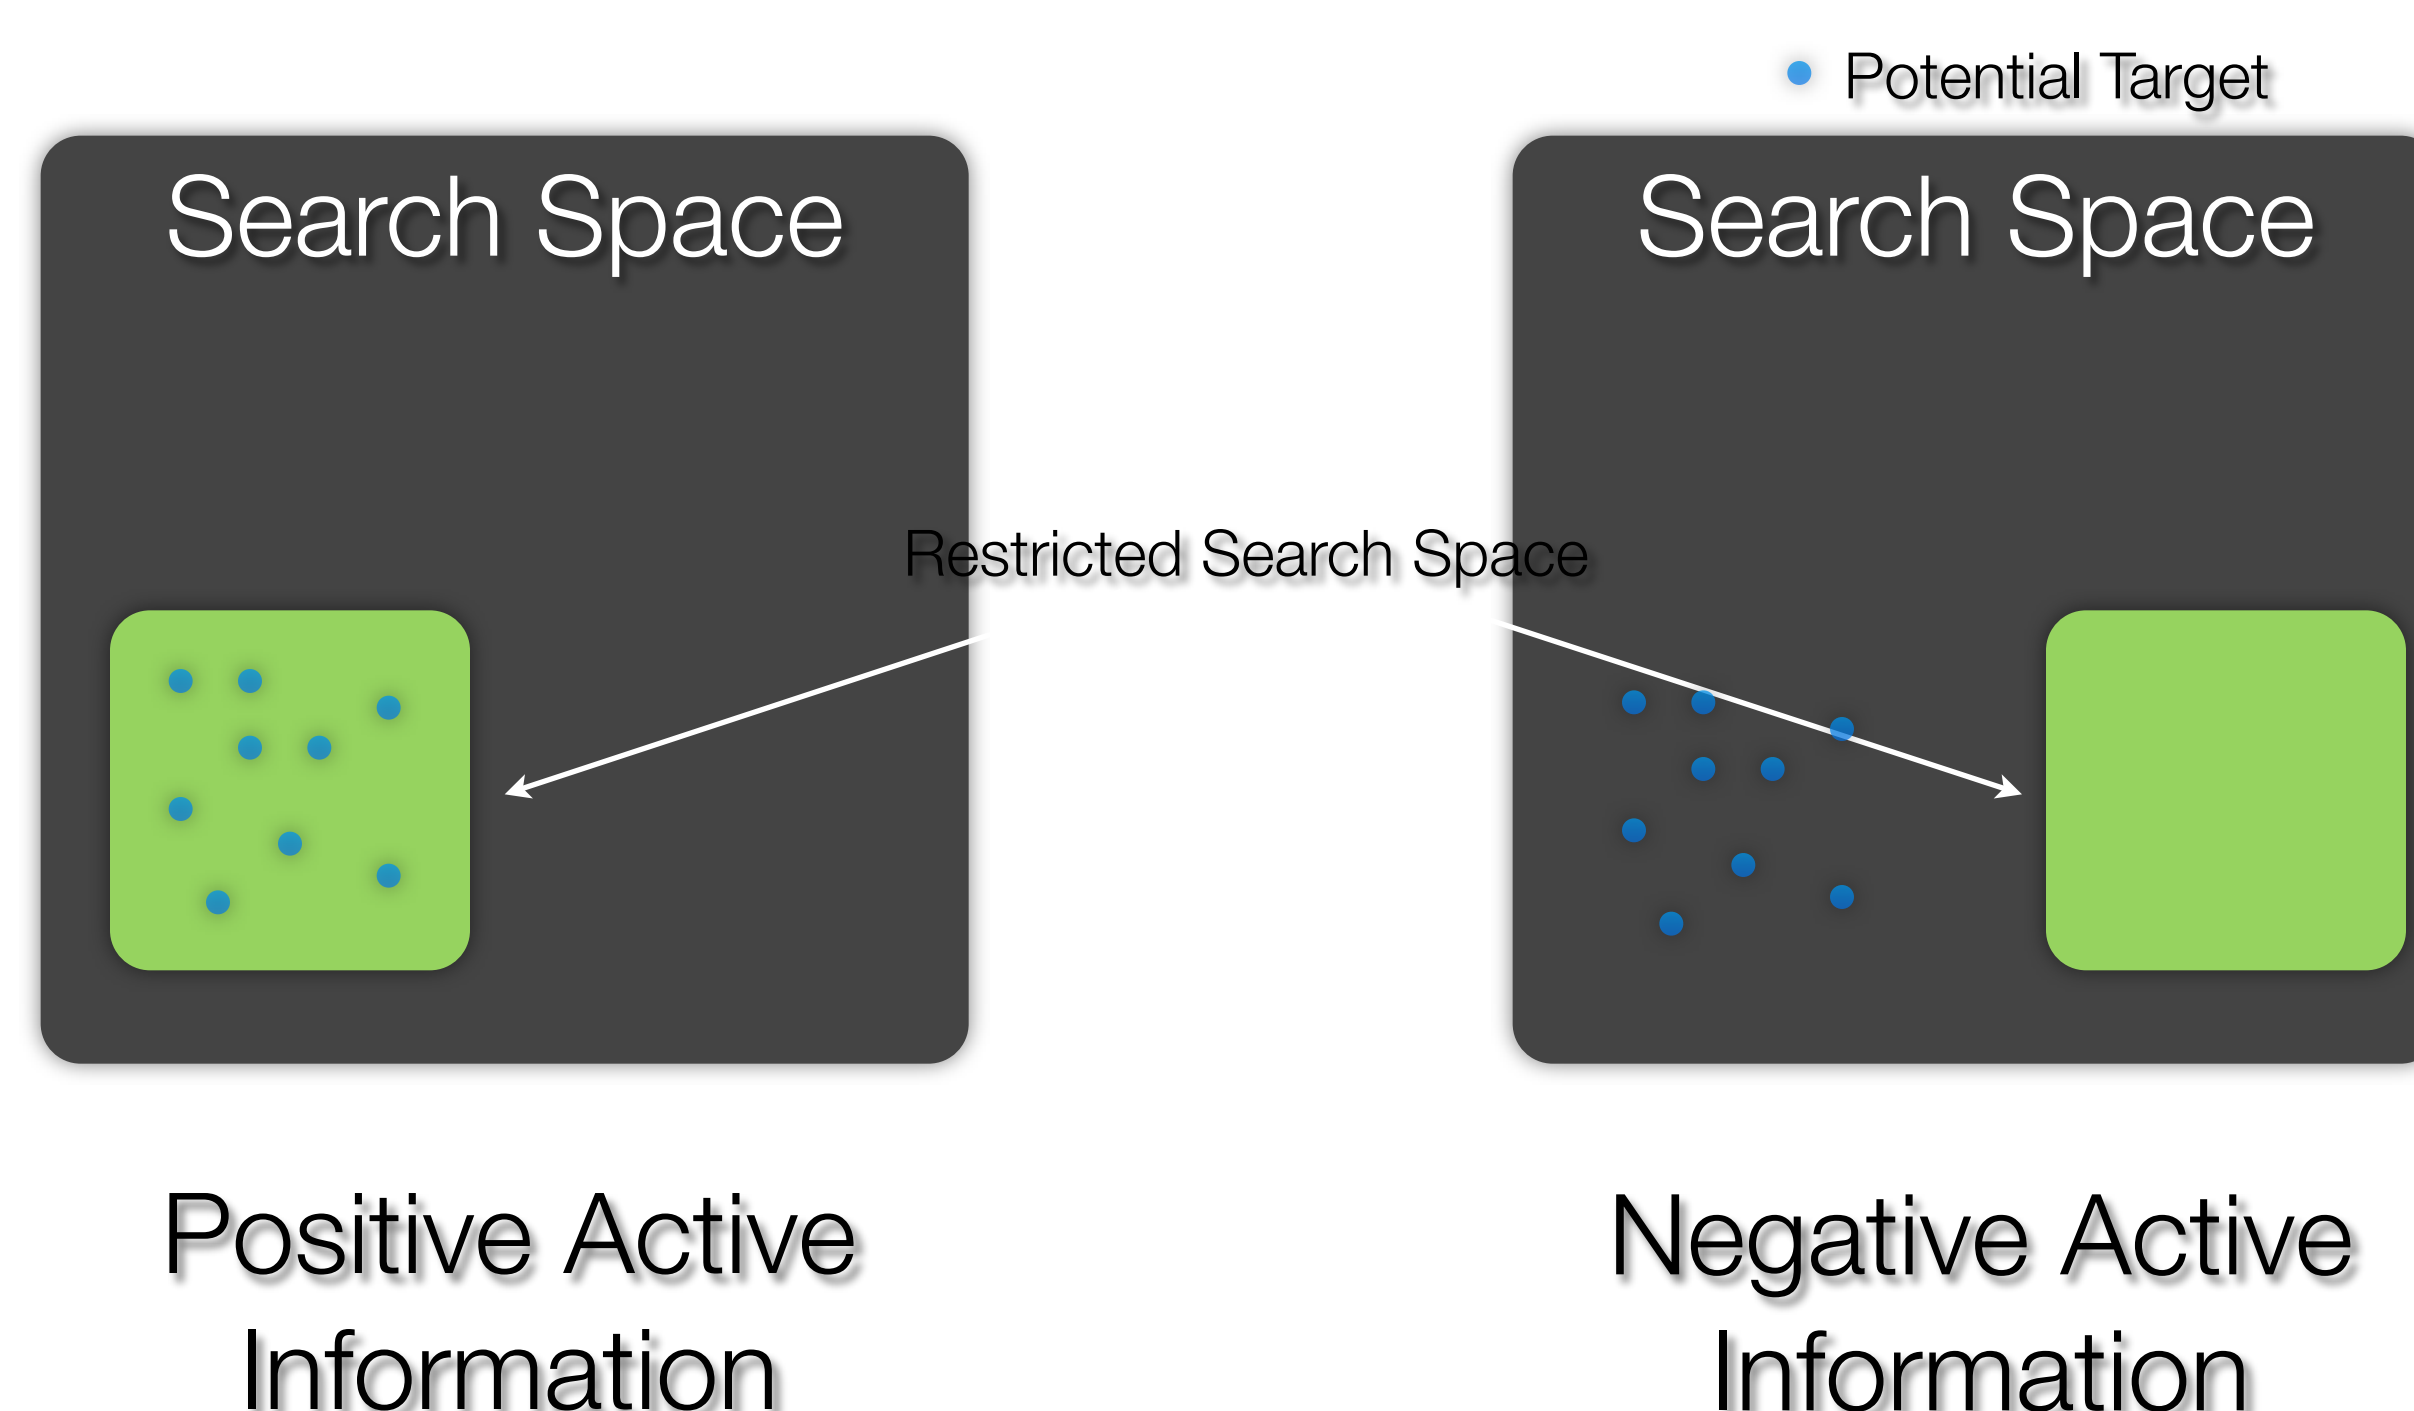 Potential Target
Search Space
Search Space
Restricted Search Space
Positive Active
Information
Negative Active
Information